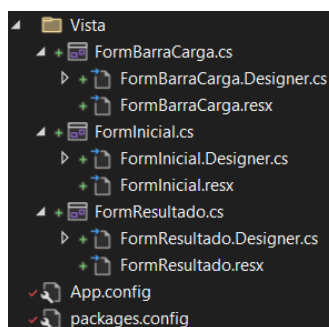 Vista
FormBarraCarga.cs
FormBarraCarga.Designer.cs
FormBarraCarga.resx
FormInicial.cs
FormInicial.Designer.cs
FormInicial.resx
FormResultado.cs
FormResultado.Designer.cs
FormResultado.resx
App.config
packages.config